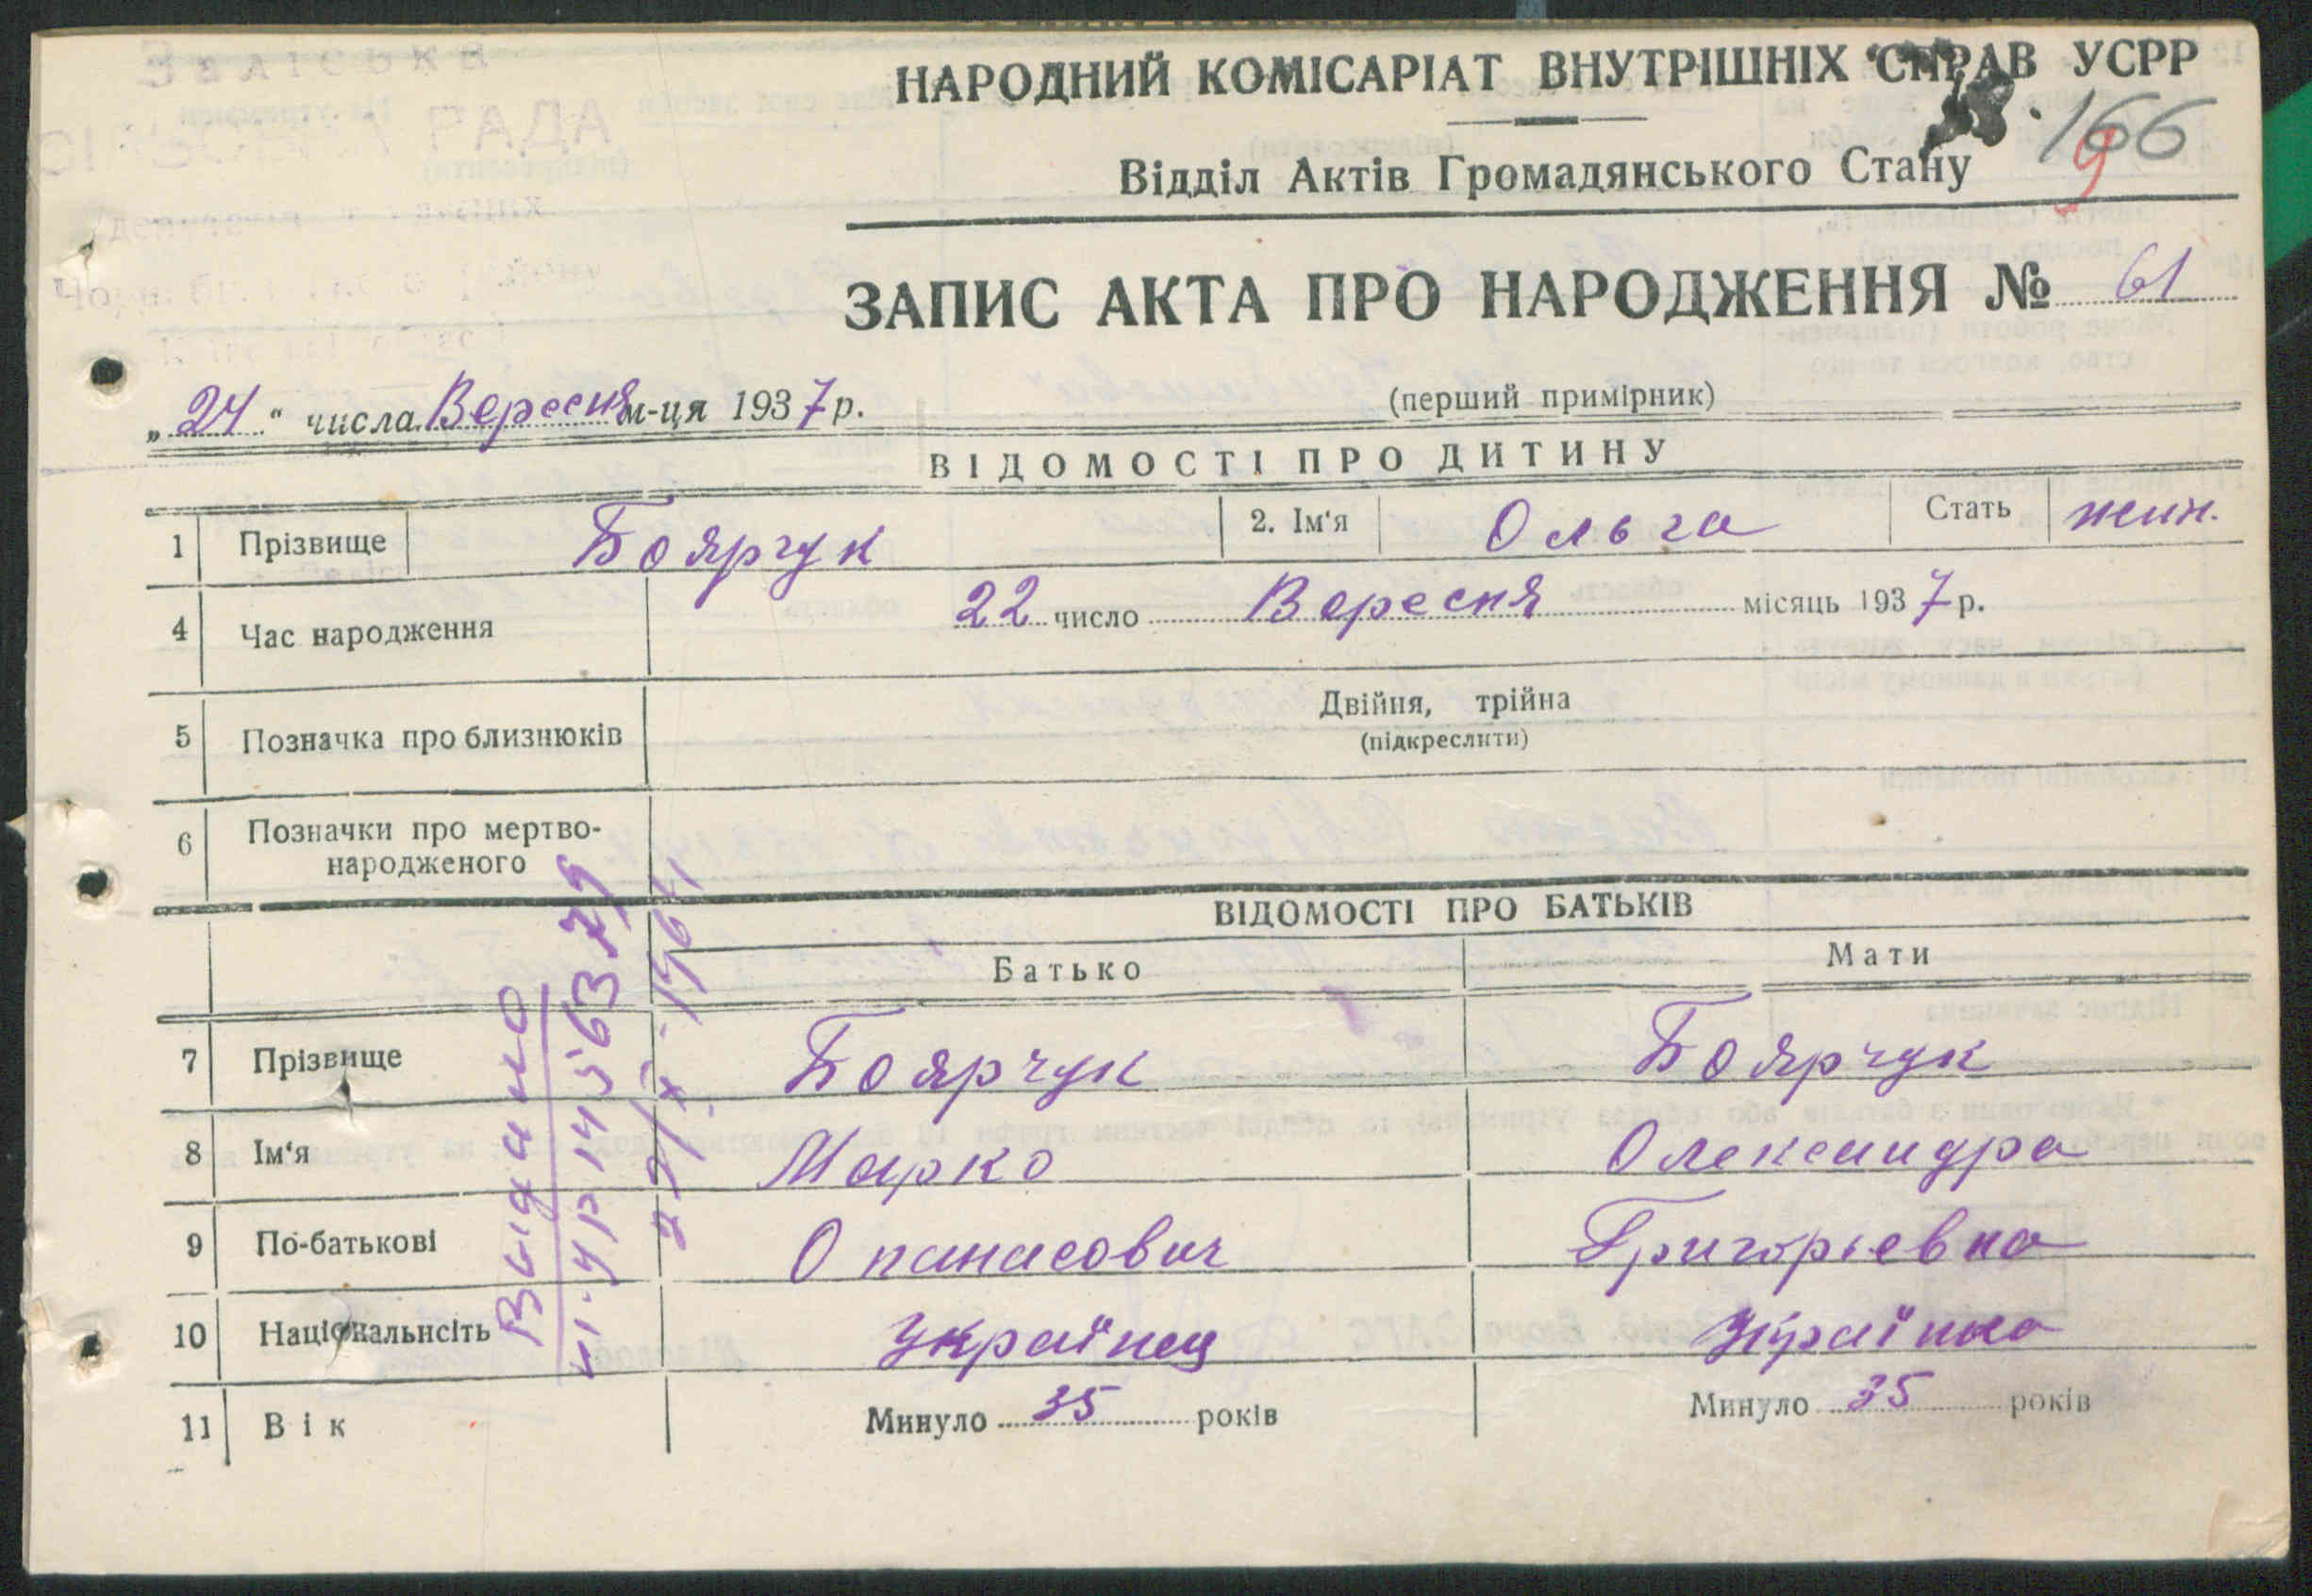 НАРОДНИЙ КОМІСАРІАТ ВНУТРІШНІХ СПРАВ УСРР
166
9
Відділ Актів Громадянського Стану
ЗАПИС АКТА ПРО НАРОДЖЕННЯ № 61
„24“ числа Вересня м-ця 1937 р.
(перший примірник)
ВІДОМОСТІ ПРО ДИТИНУ
1 Прізвище Боярчук 2. Ім‘я Ольга Стать жин.
4 Час народження 22 число Вересня місяць 1937 р.
5 Позначка про близнюків Двійня, трійна
(підкреслити)
6 Позначки про мертво-
народженого
ВІДОМОСТІ ПРО БАТЬКІВ
Батько Мати
7 Прізвище Боярчук Боярчук
8 Ім‘я Марко Олександра
9 По-батькові Опанасович Григорьевна
10 Національнсіть Українец Українка
11 Вік Минуло 35 років Минуло 35 років
Видано